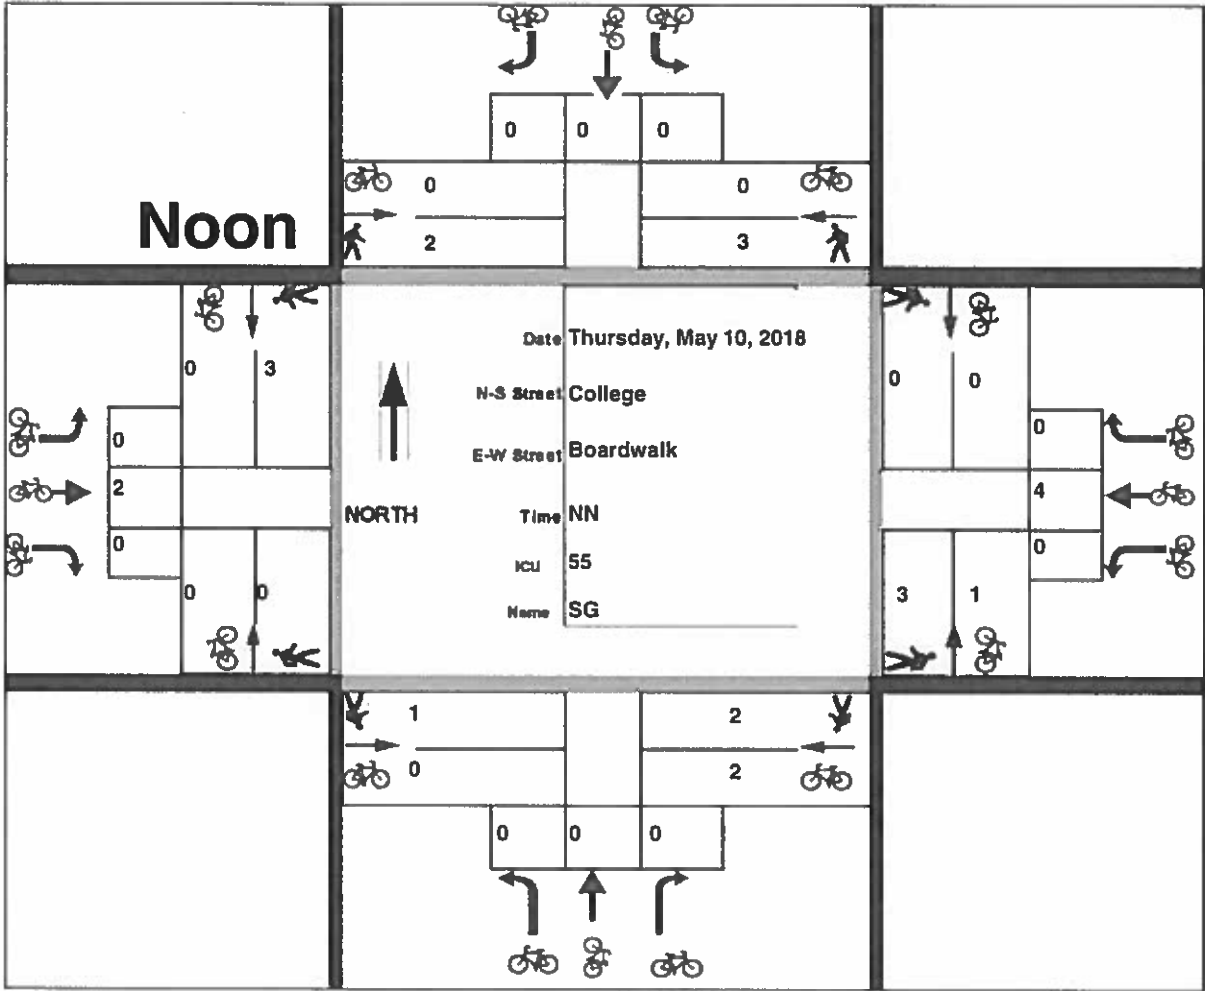 0 0 0
0 0
Noon
2 3
Date Thursday, May 10, 2018
0 3
N-S Street College
0 0
0
E-W Street Boardwalk
0
2
4
NORTH
Time NN
0
0
ICU 55
0 0
3 1
Name SG
1 2
0 2
0 0 0